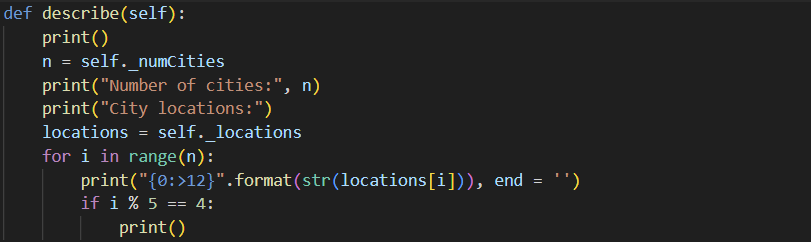 def describe(self):
    print()
    n = self._numCities
    print("Number of cities:", n)
    print("City locations:")
    locations = self._locations
    for i in range(n):
        print("{0:>12}".format(str(locations[i])), end = '')
        if i % 5 == 4:
            print()